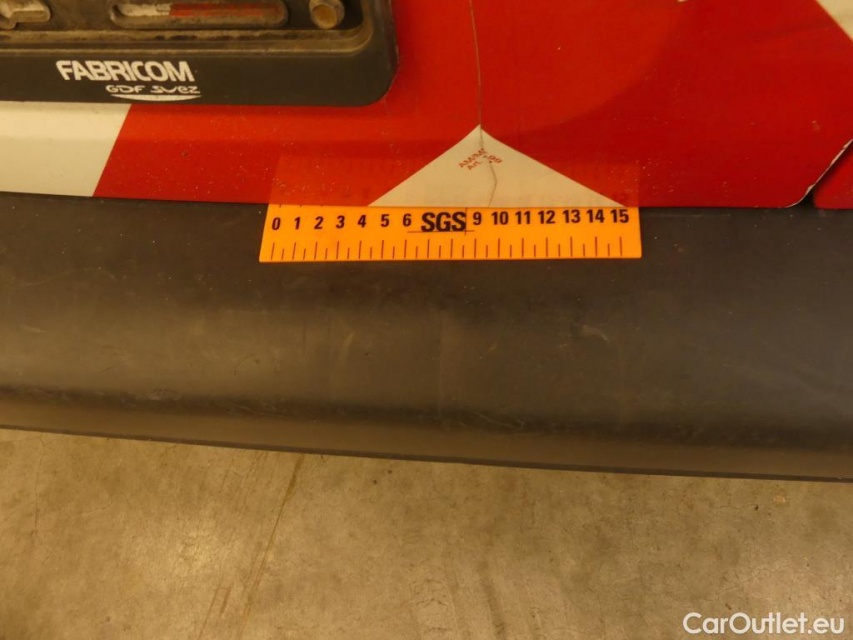 FABRICOM
GDF SUEZ
0 1 2 3 4 5 6 SGS 9 10 11 12 13 14 15
CarOutlet.eu